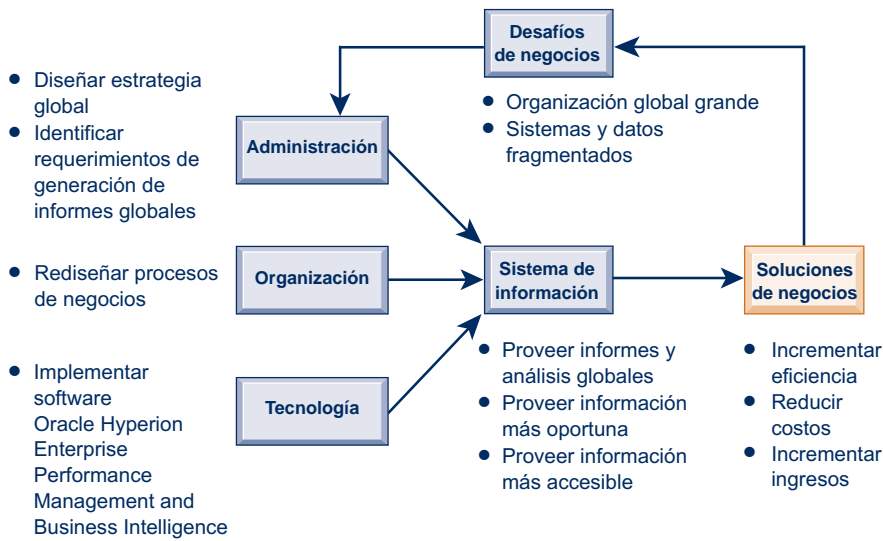 Desafíos
de negocios
• Organización global grande
• Sistemas y datos
fragmentados
• Diseñar estrategia
global
• Identificar
requerimientos de
generación de
informes globales
Administración
• Rediseñar procesos
de negocios
Organización
Sistema de
información
Soluciones
de negocios
• Implementar
software
Oracle Hyperion
Enterprise
Performance
Management and
Business Intelligence
Tecnología
• Proveer informes y
análisis globales
• Proveer información
más oportuna
• Proveer información
más accesible
• Incrementar
eficiencia
• Reducir
costos
• Incrementar
ingresos